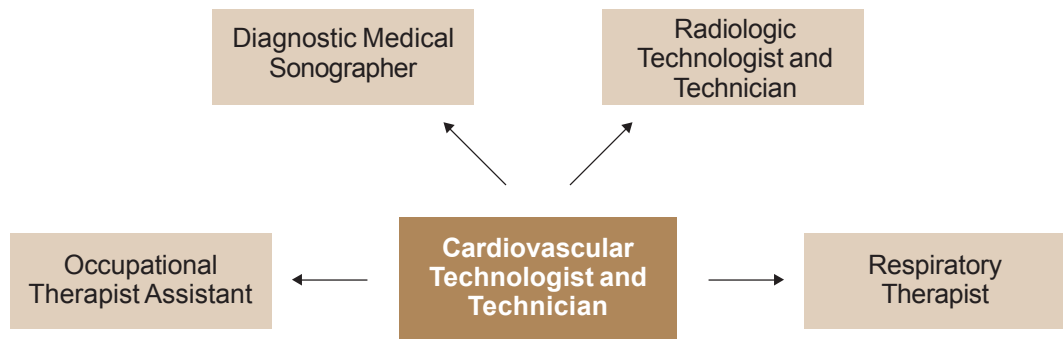 Diagnostic Medical
Sonographer
Radiologic
Technologist and
Technician
Occupational
Therapist Assistant
Cardiovascular
Technologist and
Technician
Respiratory
Therapist